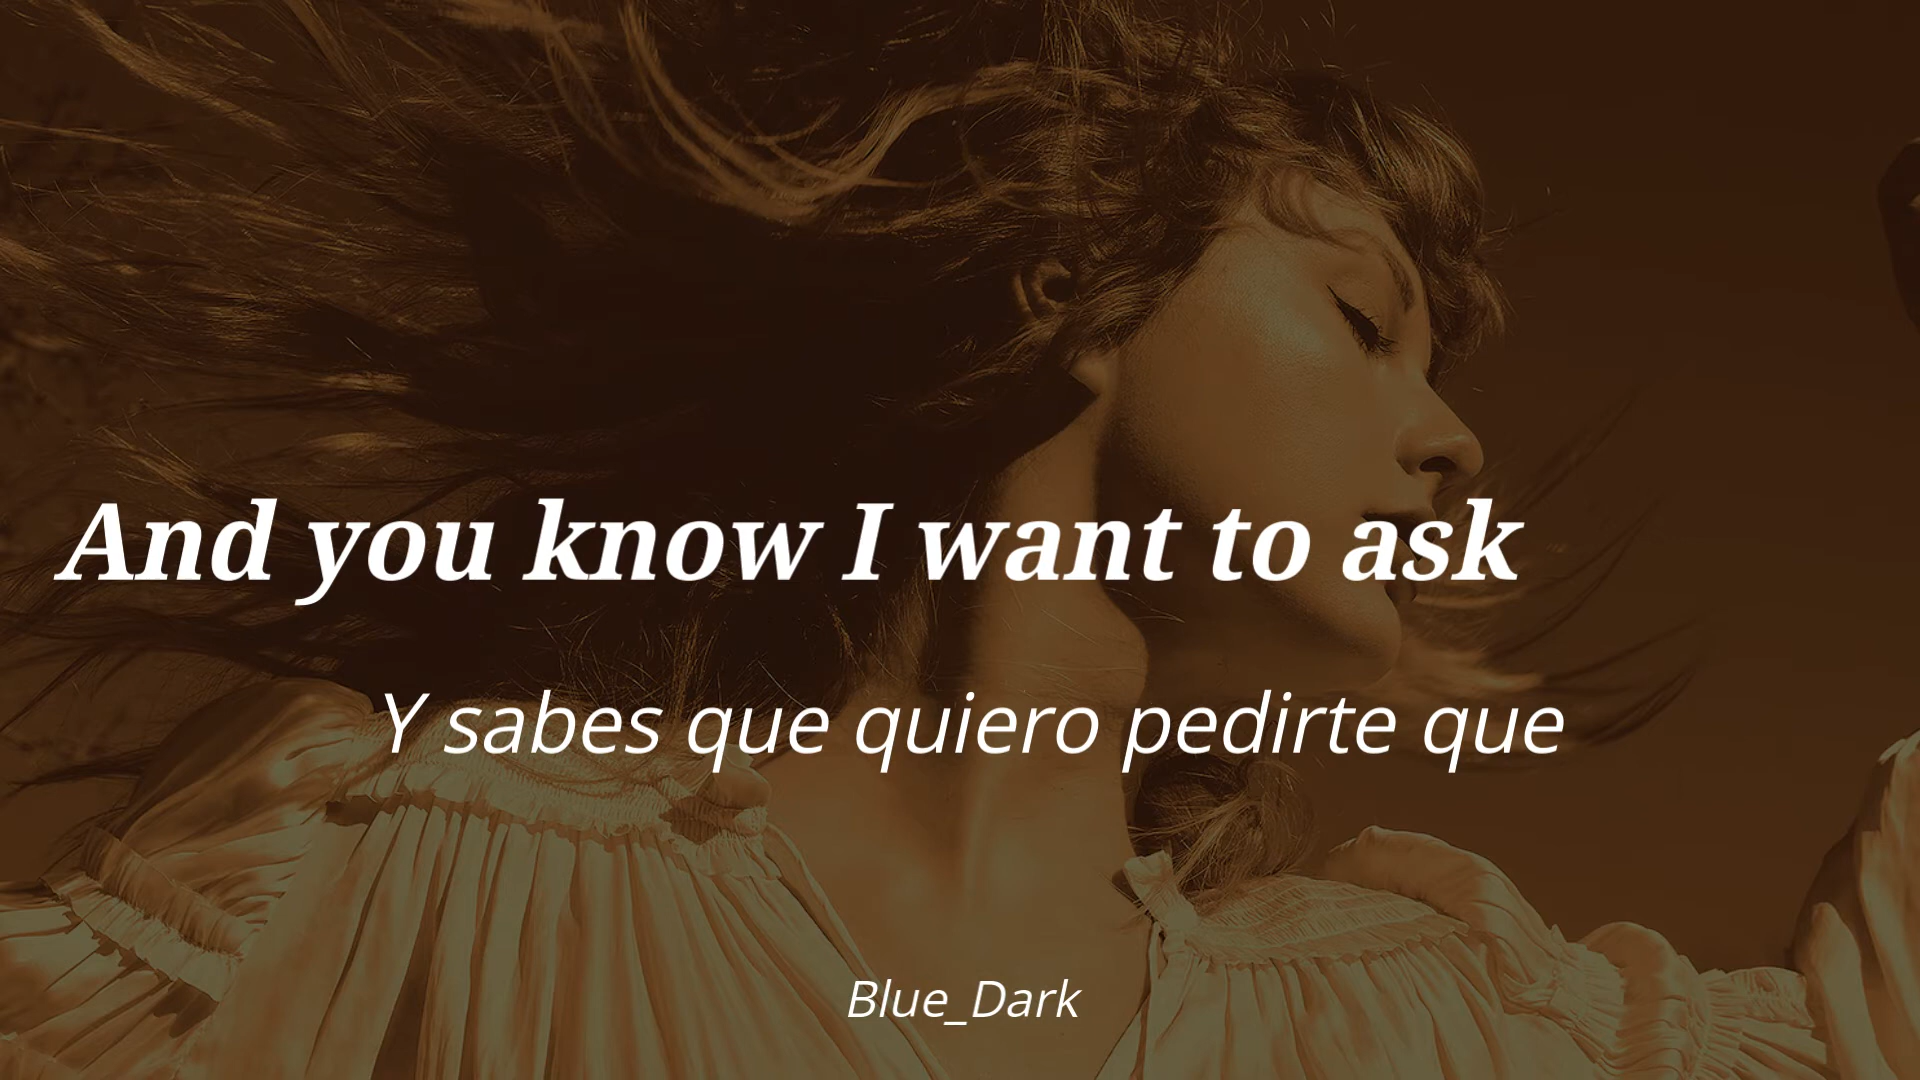 And you know I want to ask
Y sabes que quiero pedirte que
Blue_Dark